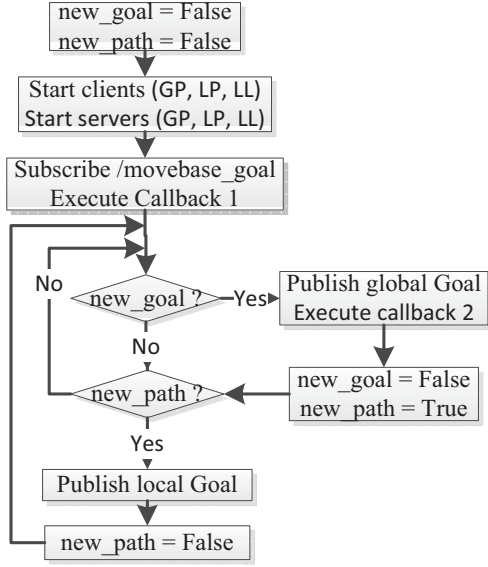 new_goal = False
new_path = False
Start clients (GP, LP, LL)
Start servers (GP, LP, LL)
Subscribe /movebase_goal
Execute Callback 1
No
new_goal ?
Yes
Publish global Goal
Execute callback 2
No
new_path ?
new_goal = False
new_path = True
Yes
Publish local Goal
new_path = False